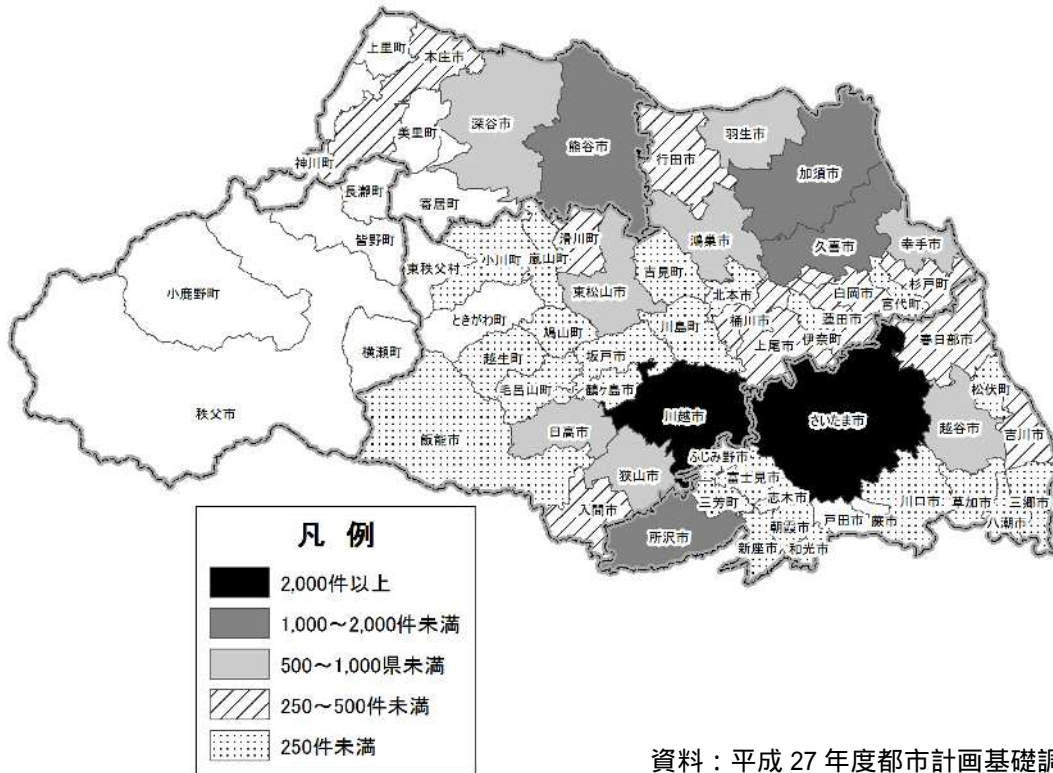 上里町
本庄市
美里町
深谷市
熊谷市
行田市
羽生市
加須市
神川町
長瀞町
寄居町
皆野町
小川町
嵐山町
滑川町
吉見町
鴻巣市
久喜市
幸手市
東秩父村
東松山市
北本市
白岡市
杉戸町
宮代町
小鹿野町
ときがわ町
鳩山町
川島町
桶川市
蓮田市
上尾市
伊奈町
春日部市
横瀬町
越生町
坂戸市
毛呂山町
鶴ヶ島市
松伏町
秩父市
飯能市
日高市
川越市
さいたま市
越谷市
吉川市
ふじみ野市
狭山市
富士見市
入間市
三芳町
志木市
川口市
草加市
三郷市
所沢市
朝霞市
戸田市
蕨市
八潮市
新座市
和光市
凡 例
2,000件以上
1,000～2,000件未満
500～1,000県未満
250～500件未満
250件未満
資料：平成 27 年度都市計画基礎調